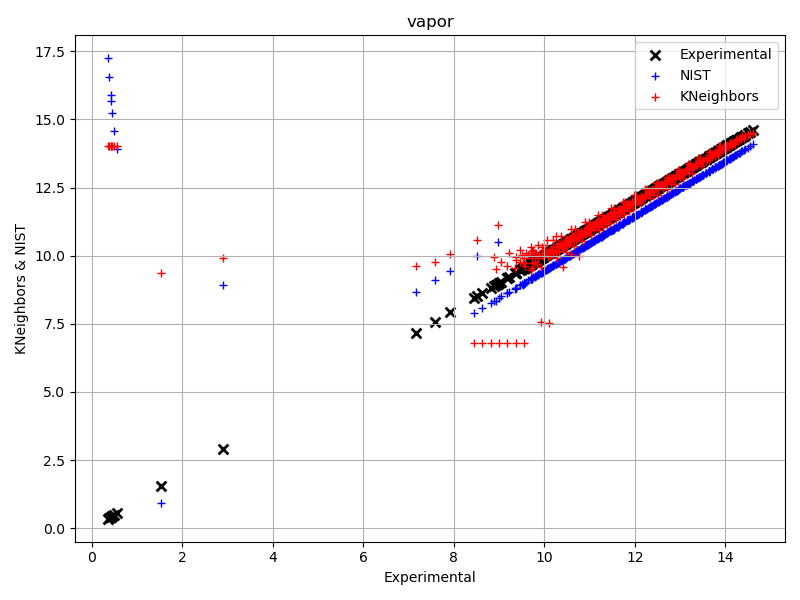 vapor
Experimental
NIST
KNeighbors
17.5
15.0
12.5
10.0
7.5
5.0
2.5
0.0
KNeighbors & NIST
0 2 4 6 8 10 12 14
Experimental